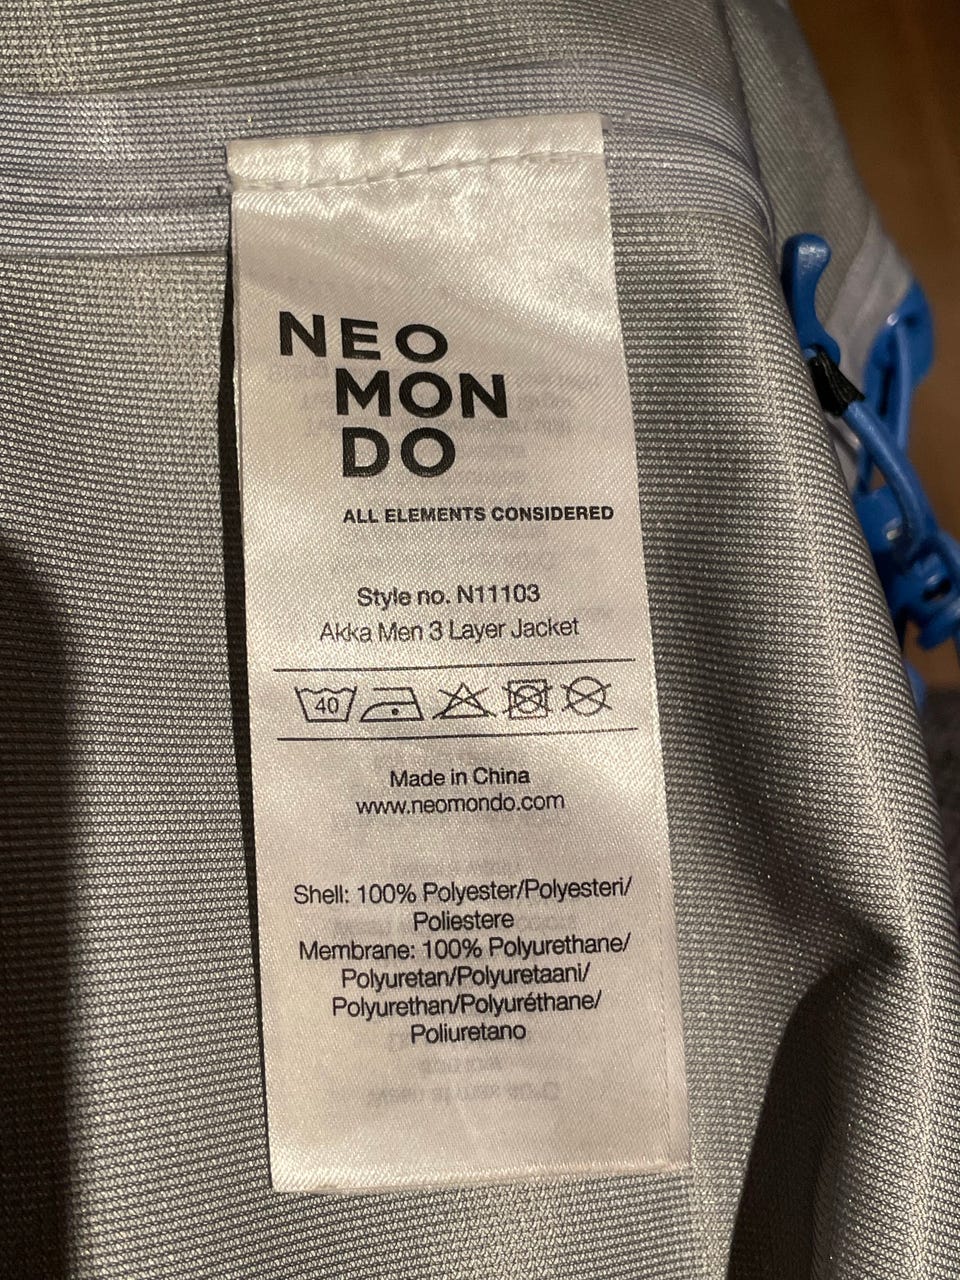 NEO
MON
DO
ALL ELEMENTS CONSIDERED
Style no. N11103
Akka Men 3 Layer Jacket
40
Made in China
www.neomondo.com
Shell: 100% Polyester/Polyesteri/
Poliestere
Membrane: 100% Polyurethane/
Polyuretan/Polyuretaani/
Polyurethan/Polyuréthane/
Poliuretano